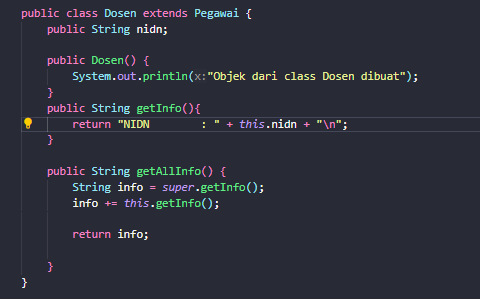 public class Dosen extends Pegawai {
public String nidn;
public Dosen() {
System.out.println(x:"Objek dari class Dosen dibuat");
}
public String getInfo(){
return "NIDN       : " + this.nidn + "\n";
}
public String getAllInfo() {
String info = super.getInfo();
info += this.getInfo();
return info;
}
}